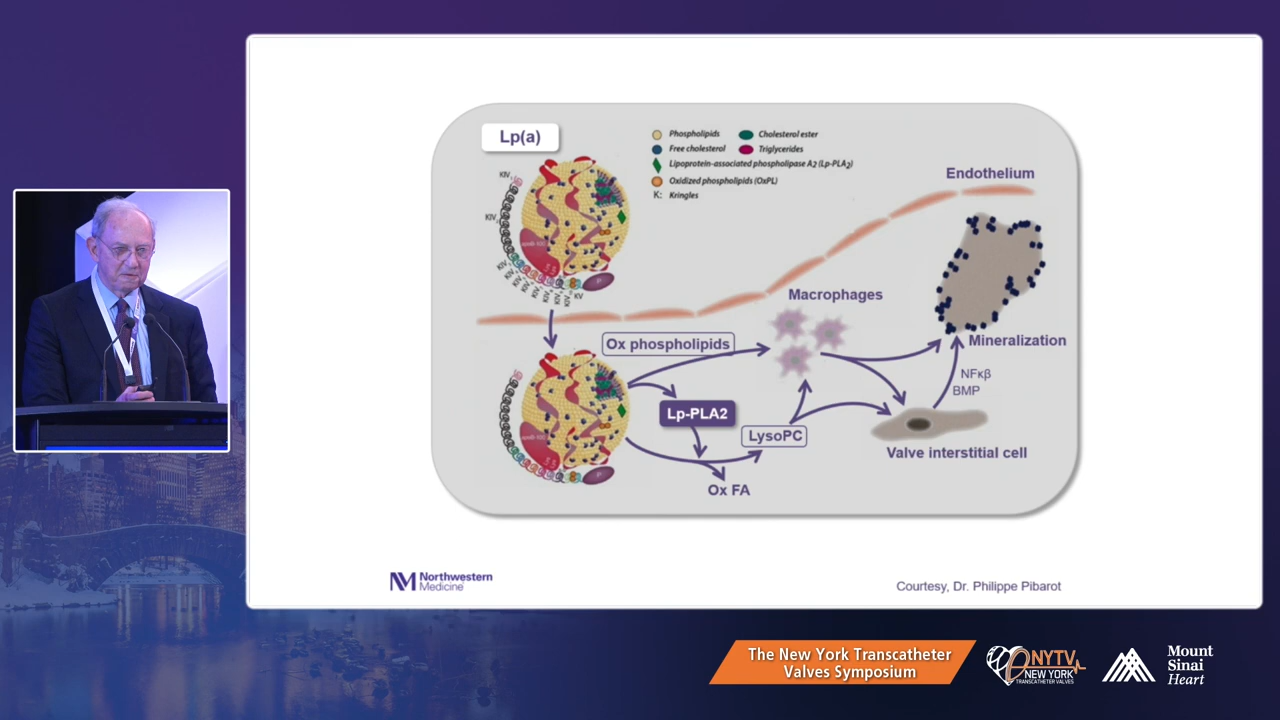 Lp(a)
Phospholipids
Cholesterol ester
Free cholesterol
Triglycerides
Lipoprotein-associated phospholipase A2 (Lp-PLA2)
Oxidized phospholipids (OxPL)
K: Kringles
Endothelium
Macrophages
Ox phospholipids
Mineralization
NFκβ
BMP
Lp-PLA2
LysoPC
Valve interstitial cell
Ox FA
Northwestern
Medicine
Courtesy, Dr. Philippe Pibarot
The New York Transcatheter
Valves Symposium
NYTV
NEW YORK
TRANSCATHETER VALVES
Mount
Sinai
Heart